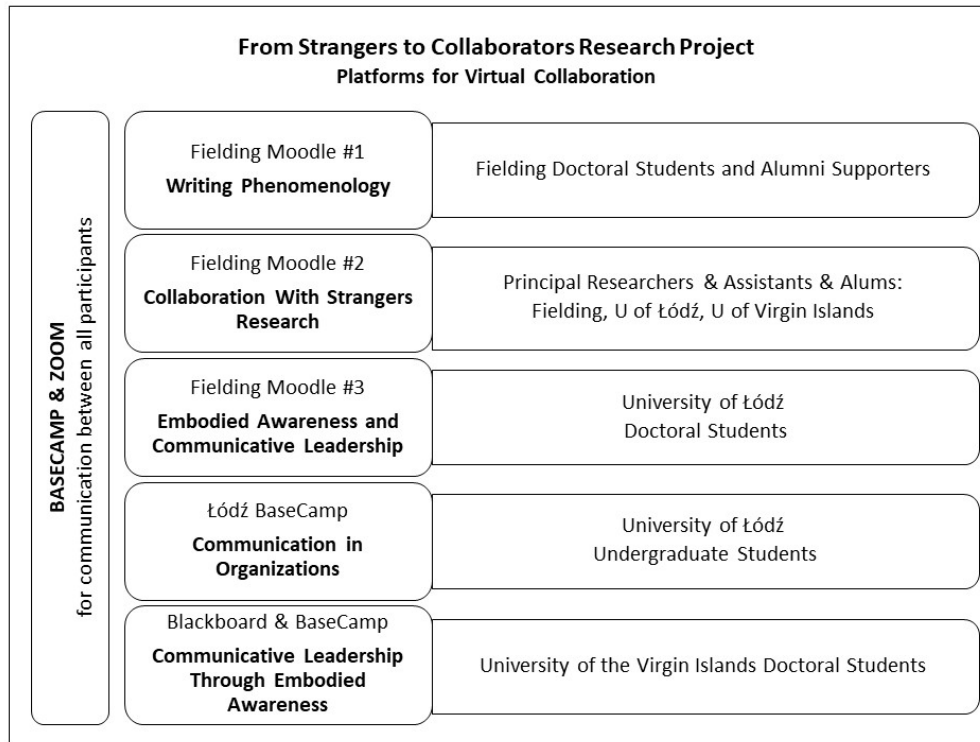 From Strangers to Collaborators Research Project
Platforms for Virtual Collaboration
BASECAMP & ZOOM
for communication between all participants
Fielding Moodle #1
Writing Phenomenology
Fielding Doctoral Students and Alumni Supporters
Fielding Moodle #2
Collaboration With Strangers
Research
Principal Researchers & Assistants & Alums:
Fielding, U of Łódź, U of Virgin Islands
Fielding Moodle #3
Embodied Awareness and
Communicative Leadership
University of Łódź
Doctoral Students
Łódź BaseCamp
Communication in
Organizations
University of Łódź
Undergraduate Students
Blackboard & BaseCamp
Communicative Leadership
Through Embodied
Awareness
University of the Virgin Islands Doctoral Students